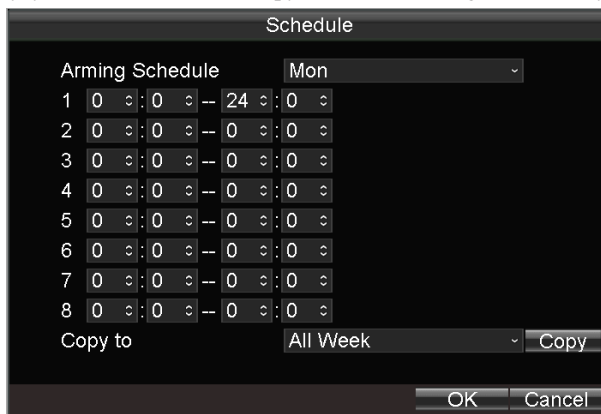 Schedule
Arming Schedule Mon
1 0 : 0 -- 24 : 0
2 0 : 0 -- 0 : 0
3 0 : 0 -- 0 : 0
4 0 : 0 -- 0 : 0
5 0 : 0 -- 0 : 0
6 0 : 0 -- 0 : 0
7 0 : 0 -- 0 : 0
8 0 : 0 -- 0 : 0
Copy to All Week Copy
OK Cancel